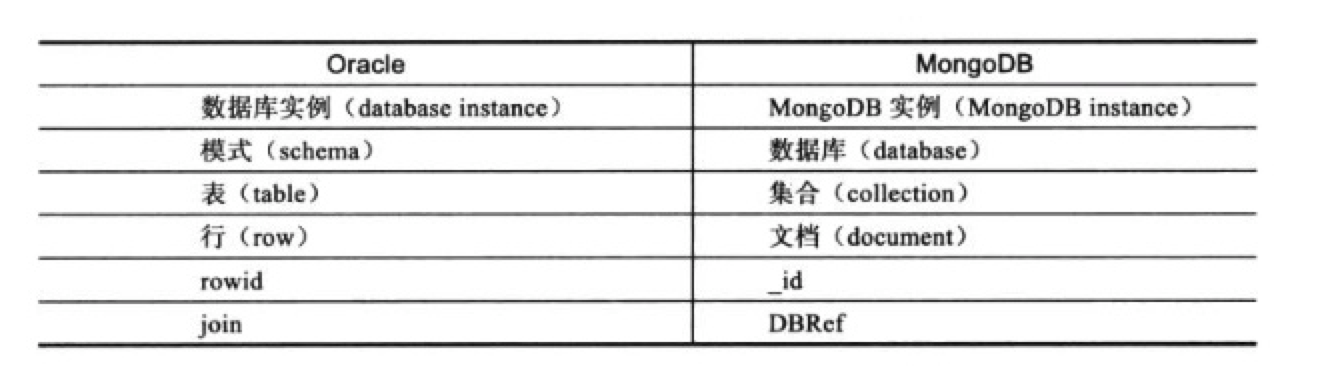 Oracle MongoDB
数据库实例（database instance） MongoDB 实例（MongoDB instance）
模式（schema） 数据库（database）
表（table） 集合（collection）
行（row） 文档（document）
rowid _id
join DBRef